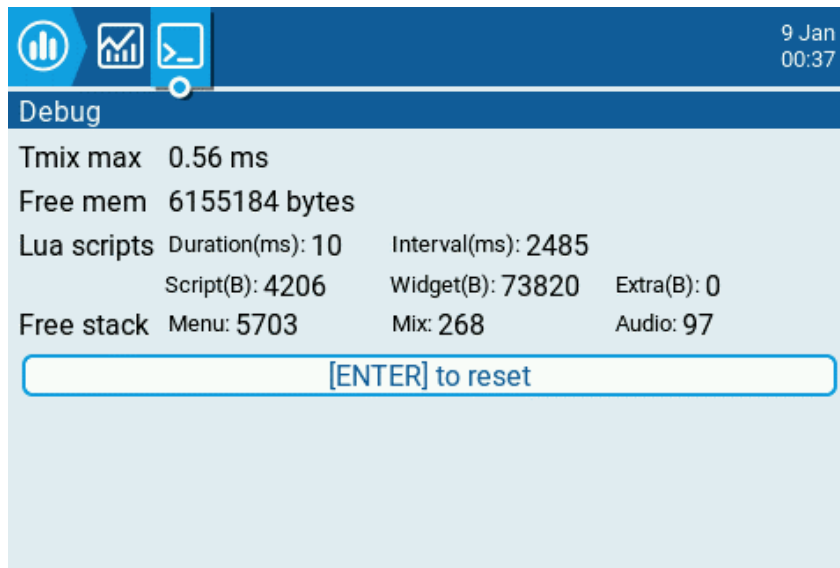 9 Jan
00:37
Debug
Tmix max 0.56 ms
Free mem 6155184 bytes
Lua scripts Duration(ms): 10 Interval(ms): 2485
Script(B): 4206 Widget(B): 73820 Extra(B): 0
Free stack Menu: 5703 Mix: 268 Audio: 97
[ENTER] to reset